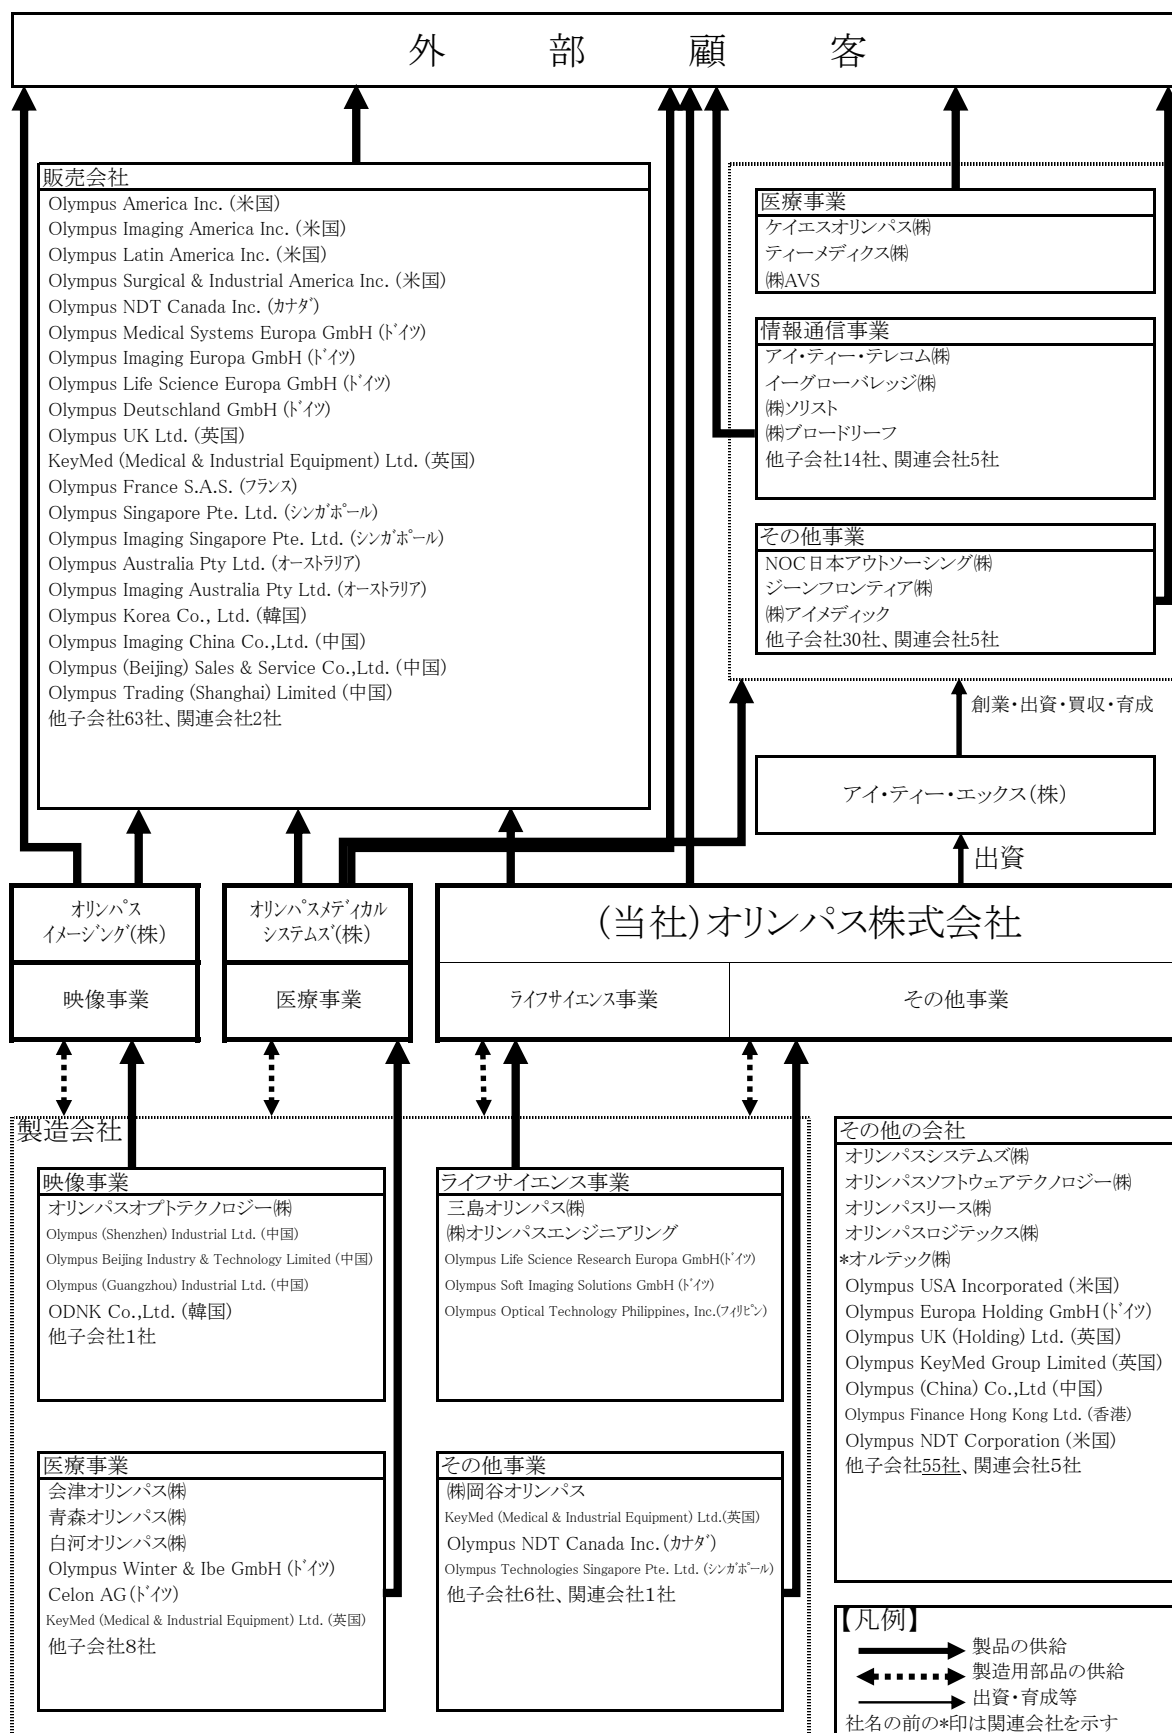 外部顧客
販売会社
Olympus America Inc. (米国)
Olympus Imaging America Inc. (米国)
Olympus Latin America Inc. (米国)
Olympus Surgical & Industrial America Inc. (米国)
Olympus NDT Canada Inc. (ｶﾅﾀﾞ)
Olympus Medical Systems Europa GmbH (ﾄﾞｲﾂ)
Olympus Imaging Europa GmbH (ﾄﾞｲﾂ)
Olympus Life Science Europa GmbH (ﾄﾞｲﾂ)
Olympus Deutschland GmbH (ﾄﾞｲﾂ)
Olympus UK Ltd. (英国)
KeyMed (Medical & Industrial Equipment) Ltd. (英国)
Olympus France S.A.S. (ﾌﾗﾝｽ)
Olympus Singapore Pte. Ltd. (ｼﾝｶﾞﾎﾟｰﾙ)
Olympus Imaging Singapore Pte. Ltd. (ｼﾝｶﾞﾎﾟｰﾙ)
Olympus Australia Pty Ltd. (ｵｰｽﾄﾗﾘｱ)
Olympus Imaging Australia Pty Ltd. (ｵｰｽﾄﾗﾘｱ)
Olympus Korea Co., Ltd. (韓国)
Olympus Imaging China Co.,Ltd. (中国)
Olympus (Beijing) Sales & Service Co.,Ltd. (中国)
Olympus Trading (Shanghai) Limited (中国)
他子会社63社、関連会社2社
医療事業
ケイエスオリンパス㈱
ティーメディクス㈱
㈱AVS
情報通信事業
アイ・ティー・テレコム㈱
イーグローバレッジ㈱
㈱ソリスト
㈱ブロードリーフ
他子会社14社、関連会社5社
その他事業
NOC日本アウトソーシング㈱
ジーンフロンティア㈱
㈱アイメディック
他子会社30社、関連会社5社
創業・出資・買収・育成
アイ・ティー・エックス(株)
出資
ｵﾘﾝﾊﾟｽ
ｲﾒｰｼﾞﾝｸﾞ(株)
映像事業
ｵﾘﾝﾊﾟｽﾒﾃﾞｨｶﾙ
ｼｽﾃﾑｽﾞ(株)
医療事業
(当社)オリンパス株式会社
ﾗｲﾌｻｲｴﾝｽ事業
その他事業
製造会社
映像事業
オリンパスオプトテクノロジー㈱
Olympus (Shenzhen) Industrial Ltd. (中国)
Olympus Beijing Industry & Technology Limited (中国)
Olympus (Guangzhou) Industrial Ltd. (中国)
ODNK Co.,Ltd. (韓国)
他子会社1社
ライフサイエンス事業
三島オリンパス㈱
㈱オリンパスエンジニアリング
Olympus Life Science Research Europa GmbH(ﾄﾞｲﾂ)
Olympus Soft Imaging Solutions GmbH (ﾄﾞｲﾂ)
Olympus Optical Technology Philippines, Inc.(ﾌｨﾘﾋﾟﾝ)
医療事業
会津オリンパス㈱
青森オリンパス㈱
白河オリンパス㈱
Olympus Winter & Ibe GmbH (ﾄﾞｲﾂ)
Celon AG(ﾄﾞｲﾂ)
KeyMed (Medical & Industrial Equipment) Ltd. (英国)
他子会社8社
その他事業
㈱岡谷オリンパス
KeyMed (Medical & Industrial Equipment) Ltd.(英国)
Olympus NDT Canada Inc.(ｶﾅﾀﾞ)
Olympus Technologies Singapore Pte. Ltd. (ｼﾝｶﾞﾎﾟｰﾙ)
他子会社6社、関連会社1社
その他の会社
オリンパスシステムズ㈱
オリンパスソフトウェアテクノロジー㈱
オリンパスリース㈱
オリンパスロジテックス㈱
*オルテック㈱
Olympus USA Incorporated (米国)
Olympus Europa Holding GmbH(ﾄﾞｲﾂ)
Olympus UK (Holding) Ltd. (英国)
Olympus KeyMed Group Limited (英国)
Olympus (China) Co.,Ltd (中国)
Olympus Finance Hong Kong Ltd. (香港)
Olympus NDT Corporation (米国)
他子会社55社、関連会社5社
【凡例】
製品の供給
製造用部品の供給
出資・育成等
社名の前の*印は関連会社を示す